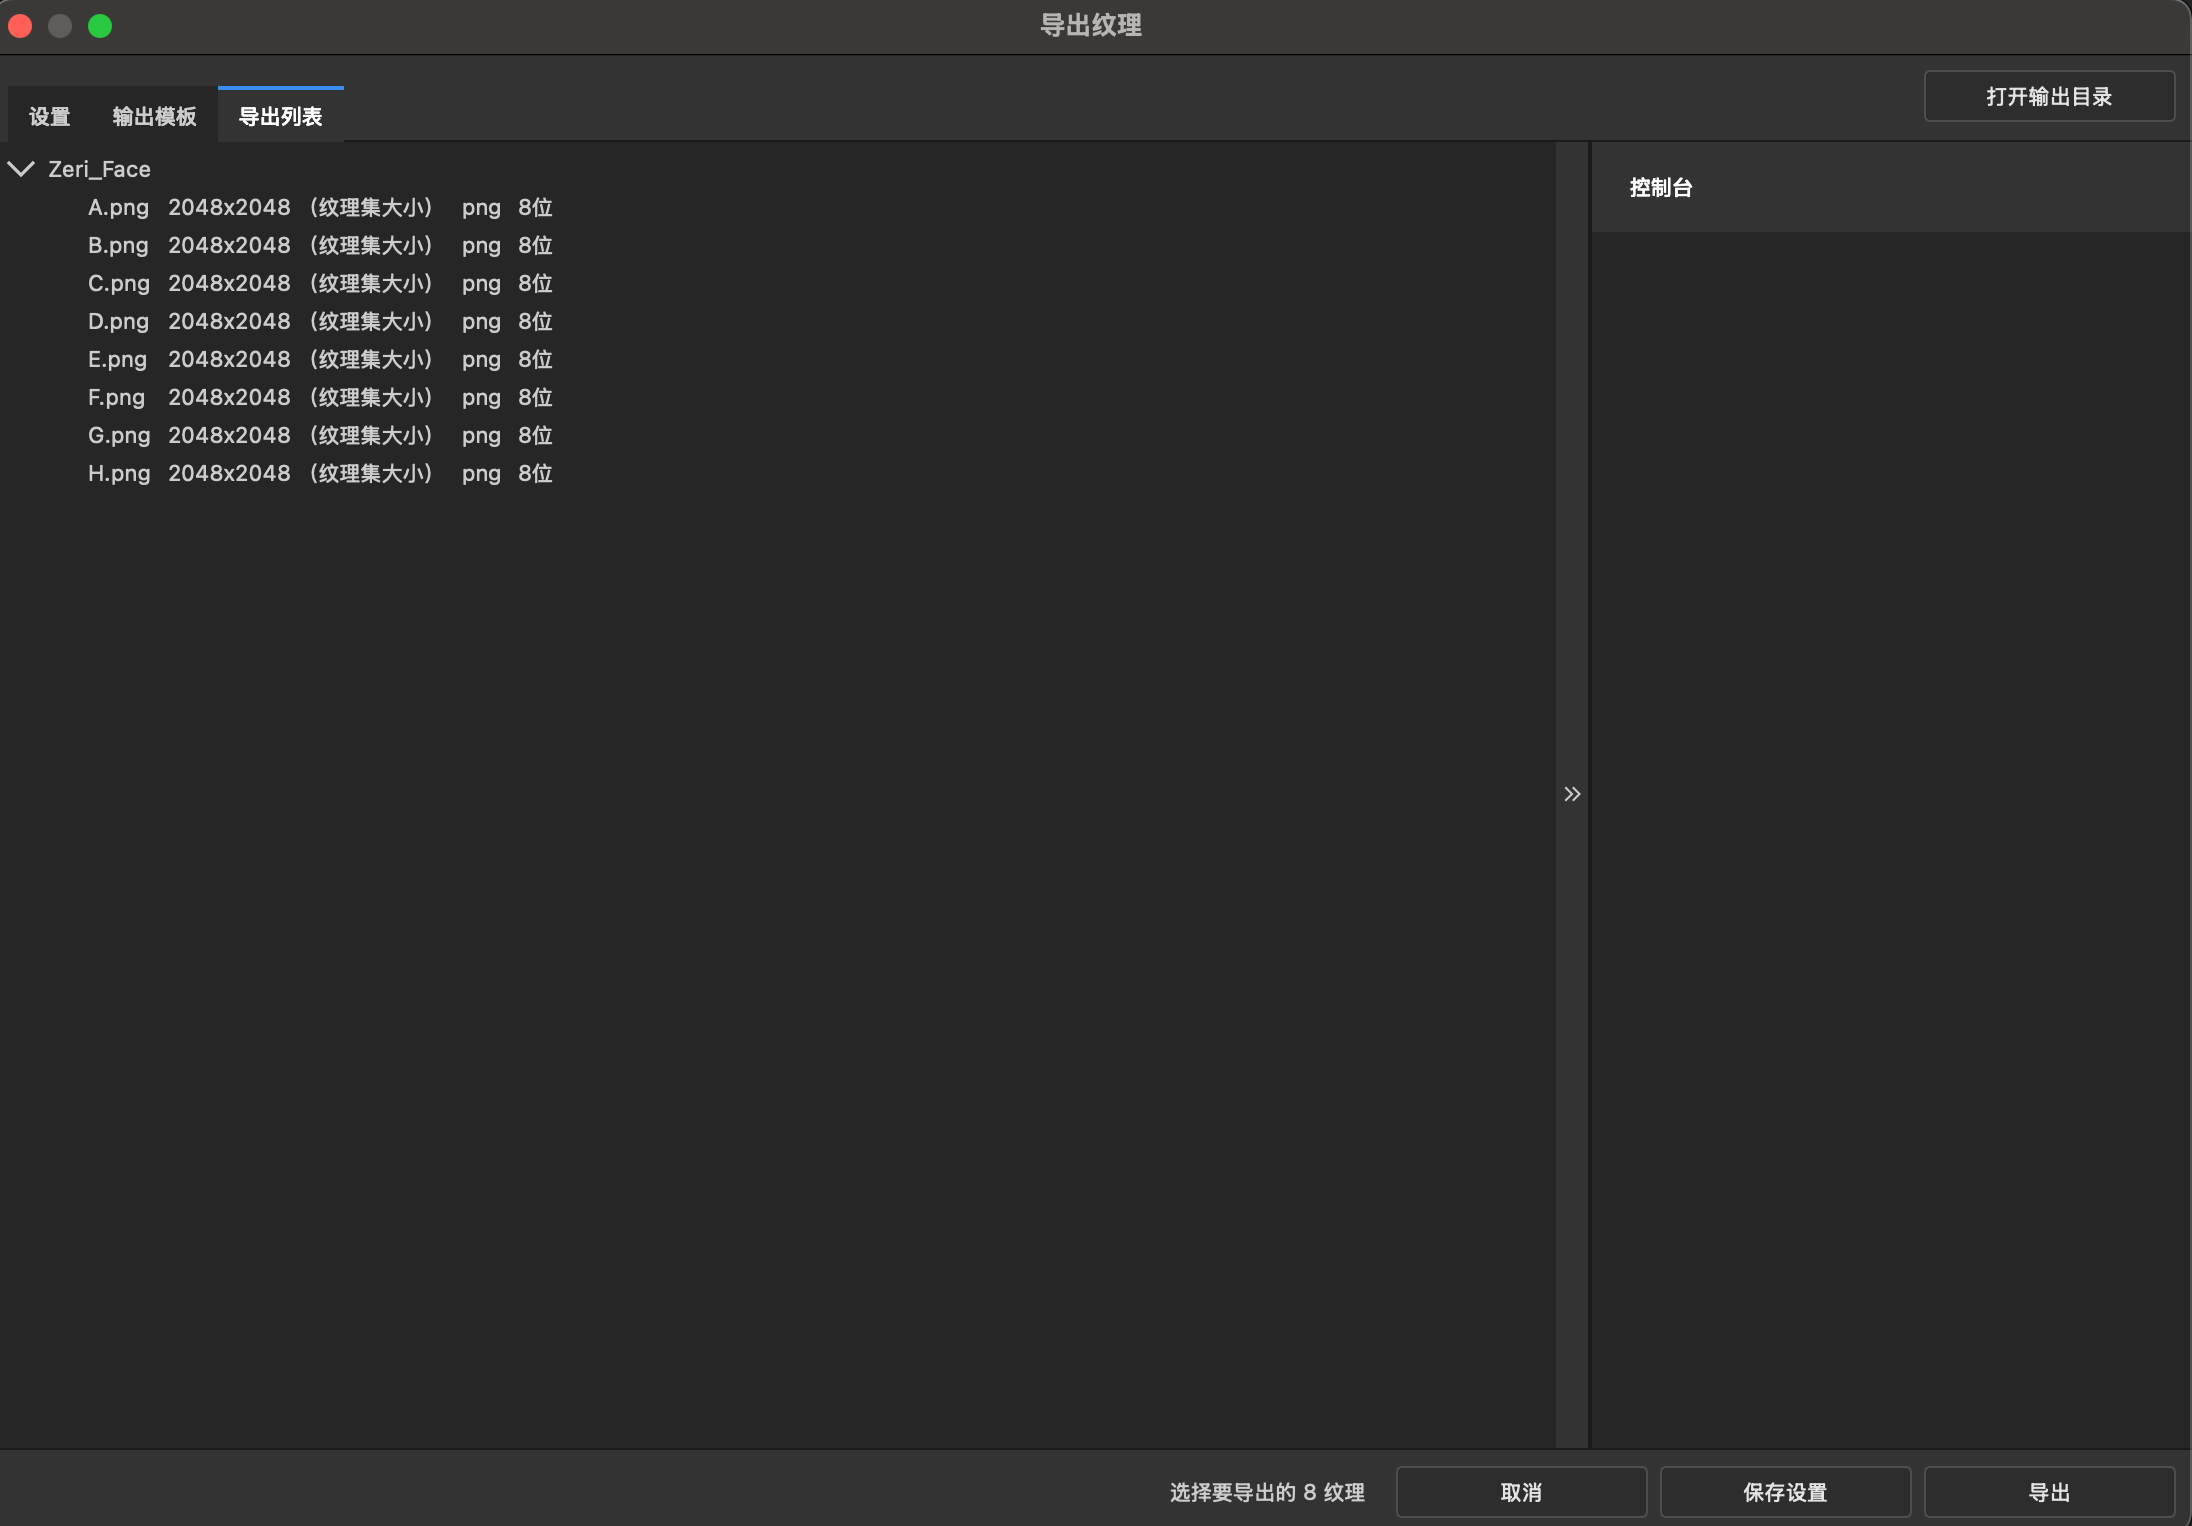 导出纹理
打开输出目录
设置 输出模板 导出列表
Zeri_Face
A.png 2048x2048 （纹理集大小） png 8位
B.png 2048x2048 （纹理集大小） png 8位
C.png 2048x2048 （纹理集大小） png 8位
D.png 2048x2048 （纹理集大小） png 8位
E.png 2048x2048 （纹理集大小） png 8位
F.png 2048x2048 （纹理集大小） png 8位
G.png 2048x2048 （纹理集大小） png 8位
H.png 2048x2048 （纹理集大小） png 8位
控制台
选择要导出的 8 纹理 取消 保存设置 导出